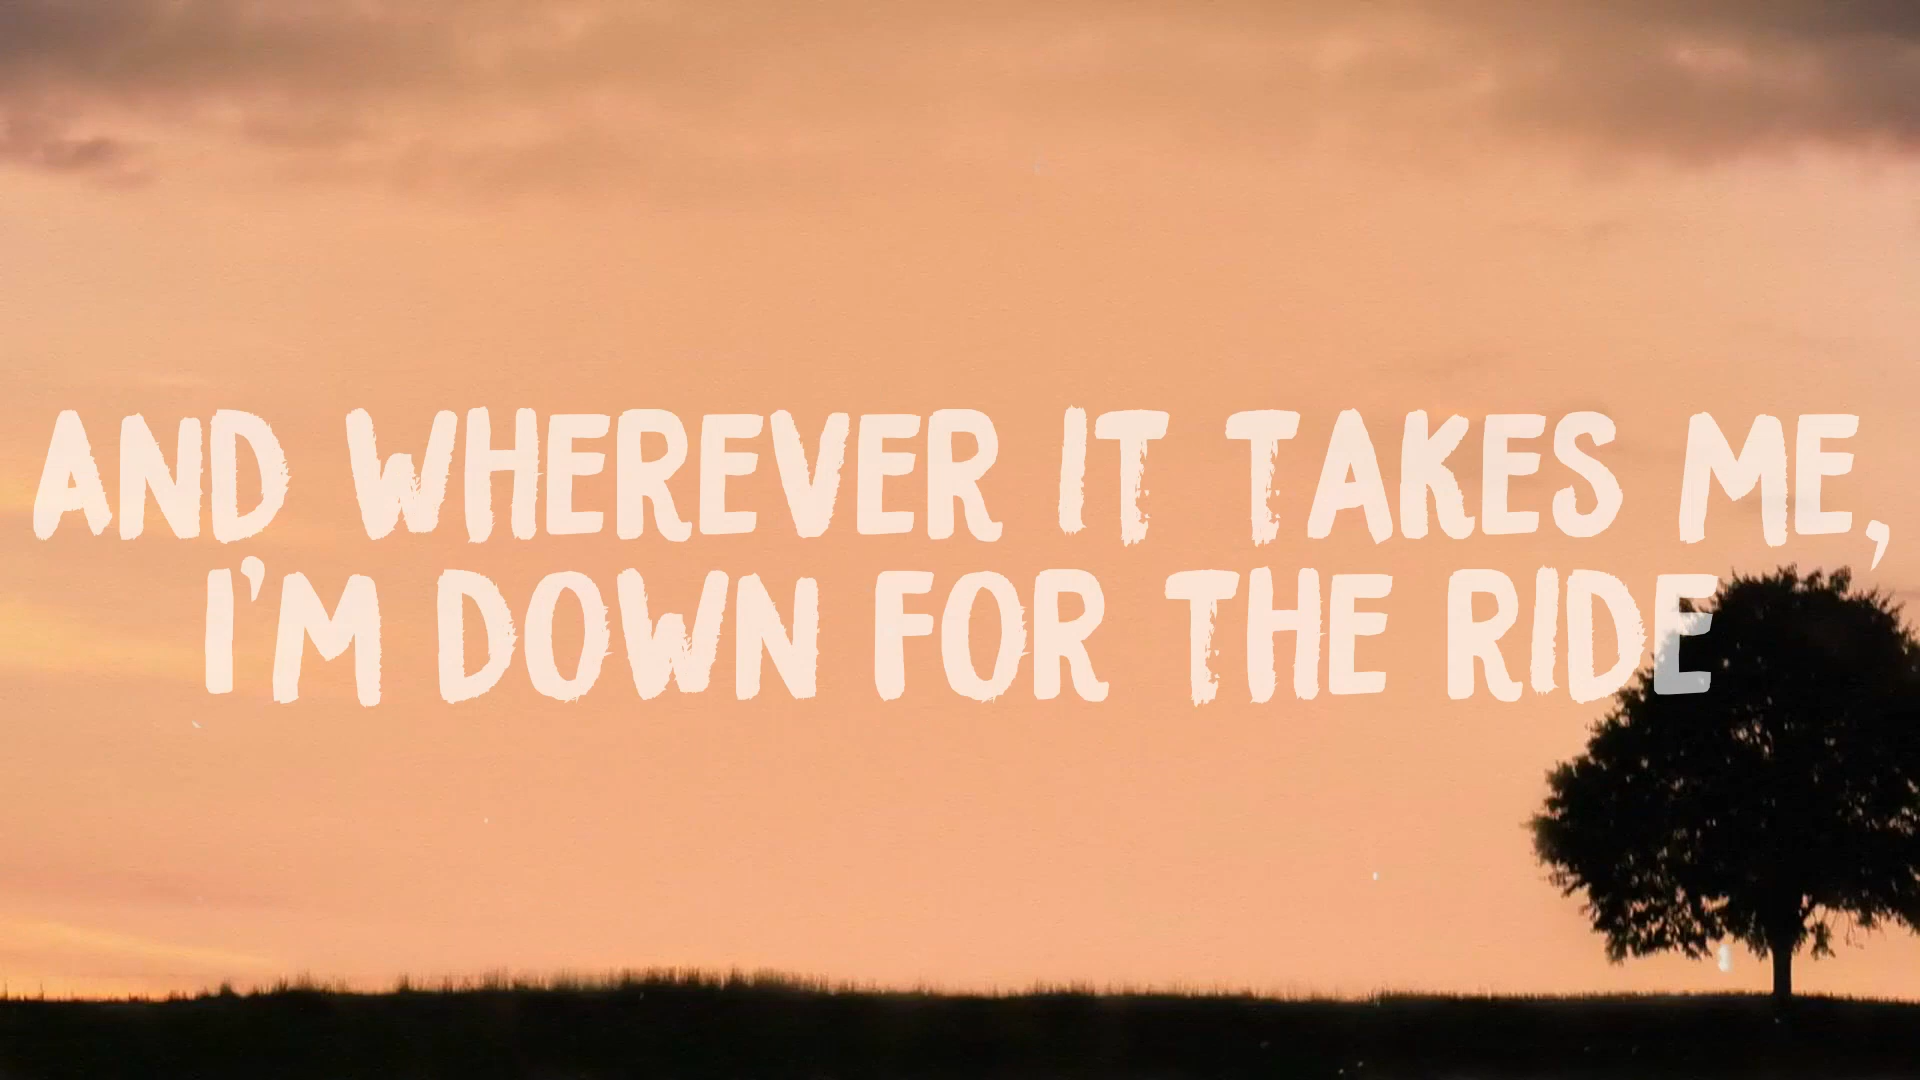 AND WHEREVER IT TAKES ME,
I'M DOWN FOR THE RIDE